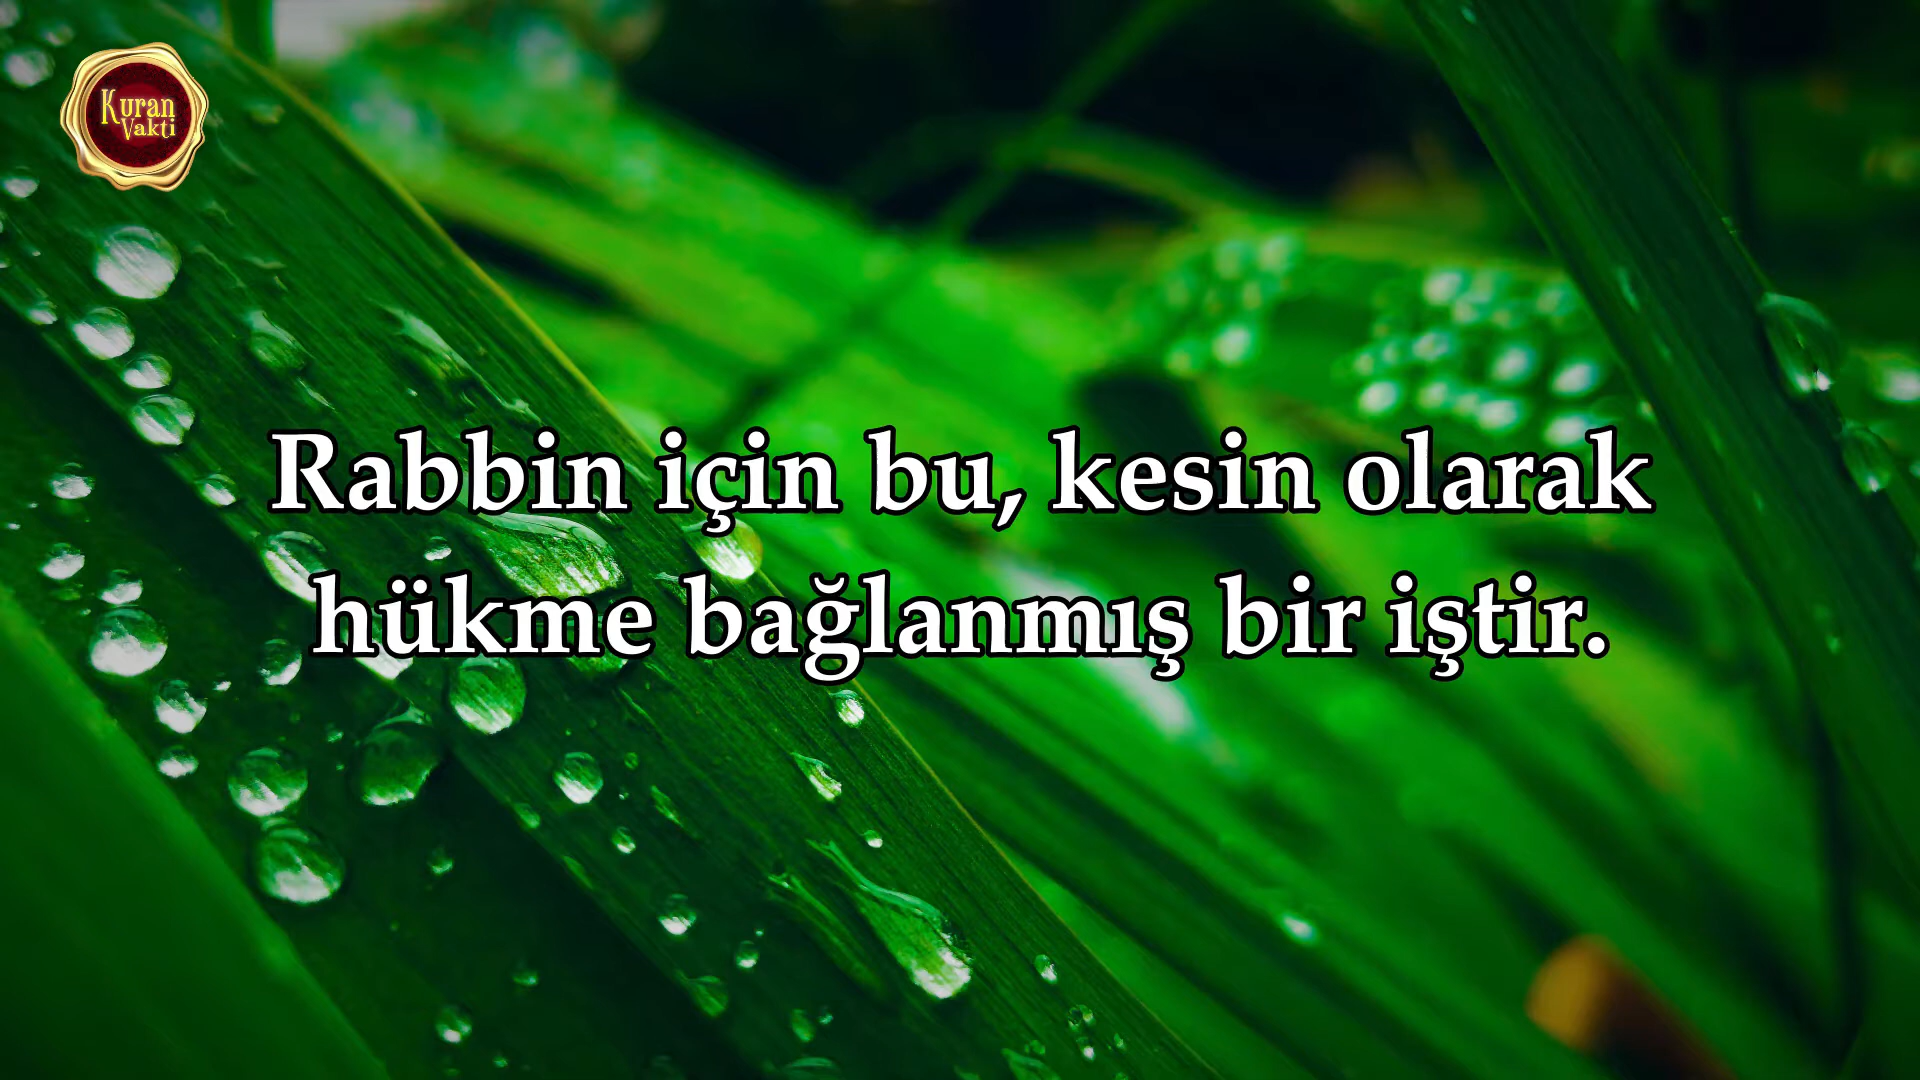 Kuran
Vakti
Rabbin için bu, kesin olarak
hükme bağlanmış bir iştir.